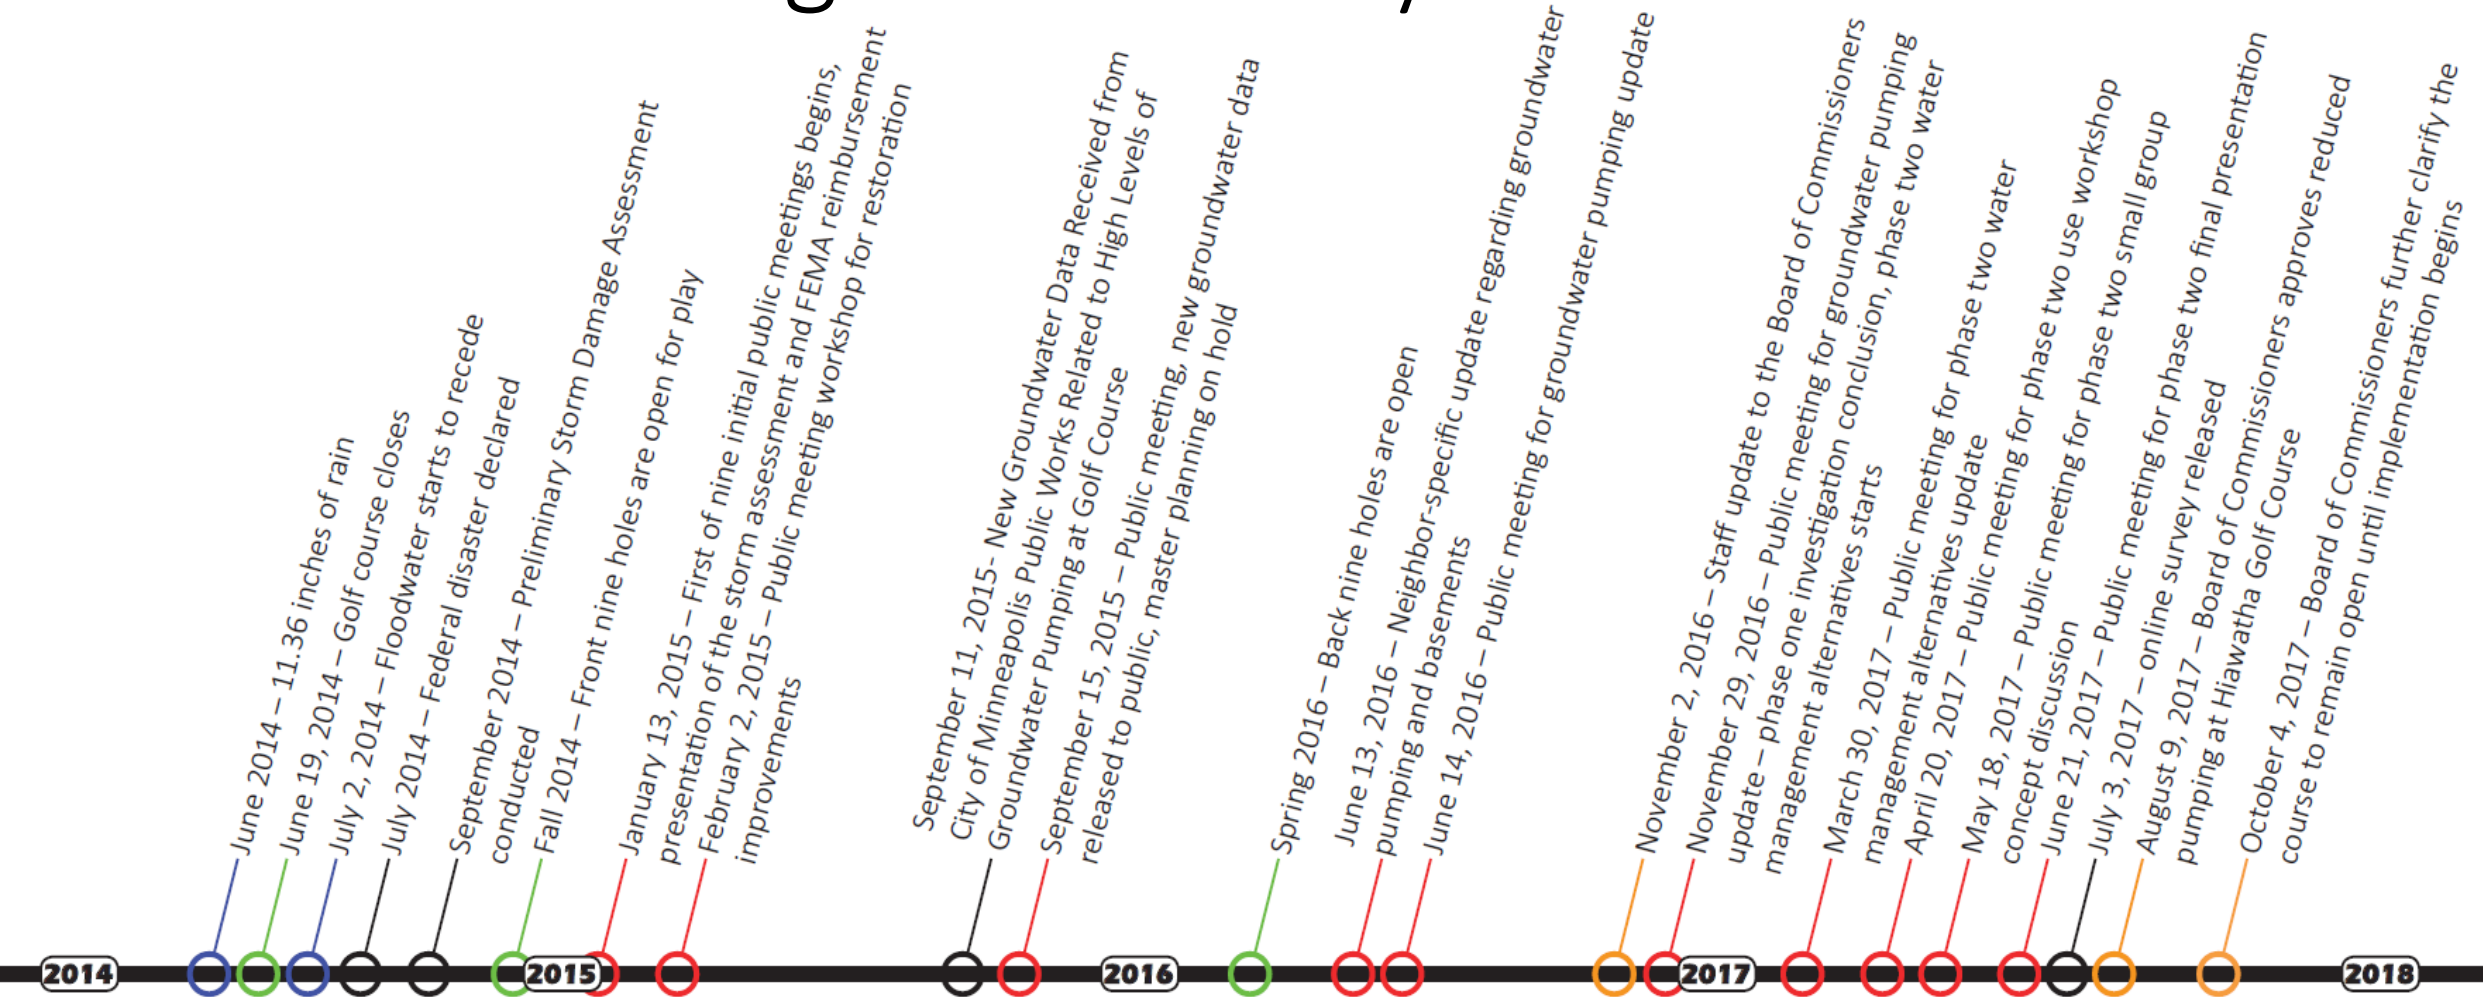 June 2014 – 11.36 inches of rain
June 19, 2014 – Golf course closes
July 2, 2014 – Floodwater starts to recede
July 2014 – Federal disaster declared
September 2014 – Preliminary Storm Damage Assessment
conducted
Fall 2014 – Front nine holes are open for play
January 13, 2015 – First of nine initial public meetings begins,
presentation of the storm assessment and FEMA reimbursement
February 2, 2015 – Public meeting workshop for restoration
improvements
September 11, 2015- New Groundwater Data Received from
City of Minneapolis Public Works Related to High Levels of
Groundwater Pumping at Golf Course
September 15, 2015 – Public meeting, new groundwater data
released to public, master planning on hold
Spring 2016 – Back nine holes are open
June 13, 2016 – Neighbor-specific update regarding groundwater
pumping and basements
June 14, 2016 – Public meeting for groundwater pumping update
November 2, 2016 – Staff update to the Board of Commissioners
November 29, 2016 – Public meeting for groundwater pumping
update – phase one investigation conclusion, phase two water
management alternatives starts
March 30, 2017 – Public meeting for phase two water
management alternatives update
April 20, 2017 – Public meeting for phase two use workshop
May 18, 2017 – Public meeting for phase two small group
concept discussion
June 21, 2017 – Public meeting for phase two final presentation
July 3, 2017 – online survey released
August 9, 2017 – Board of Commissioners approves reduced
pumping at Hiawatha Golf Course
October 4, 2017 – Board of Commissioners further clarify the
course to remain open until implementation begins
2014
2015
2016
2017
2018